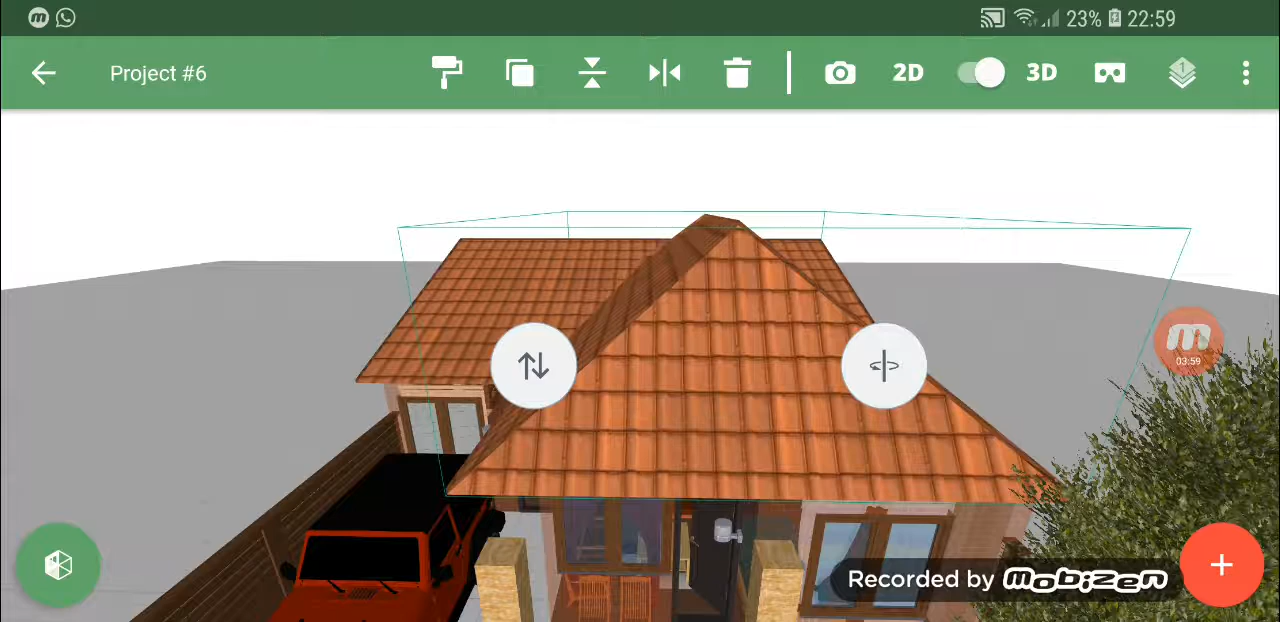 23% 22:59
Project #6 2D 3D 1
m
03:59
Recorded by mobizen
+